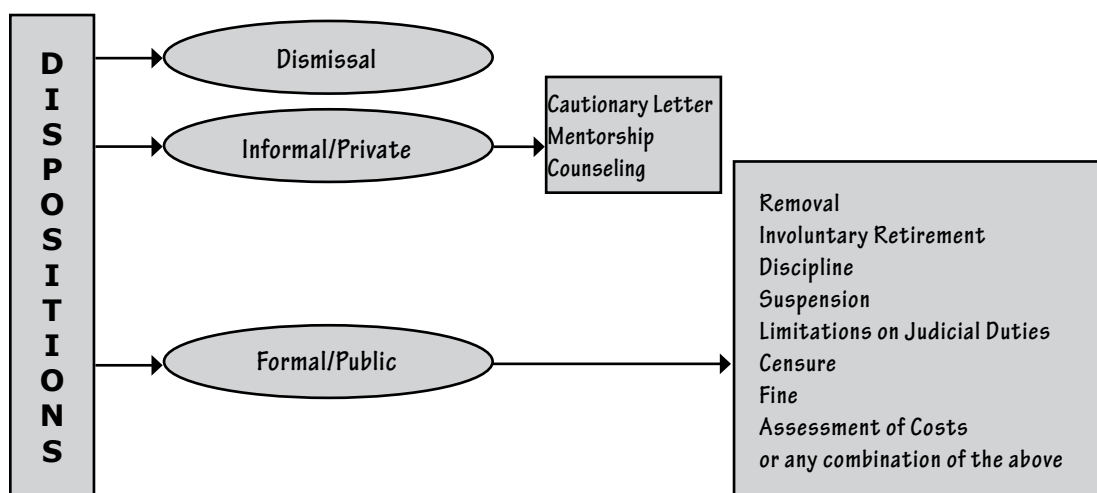 DISPOSITIONS
Dismissal
Informal/Private
Cautionary Letter
Mentorship
Counseling
Formal/Public
Removal
Involuntary Retirement
Discipline
Suspension
Limitations on Judicial Duties
Censure
Fine
Assessment of Costs
or any combination of the above